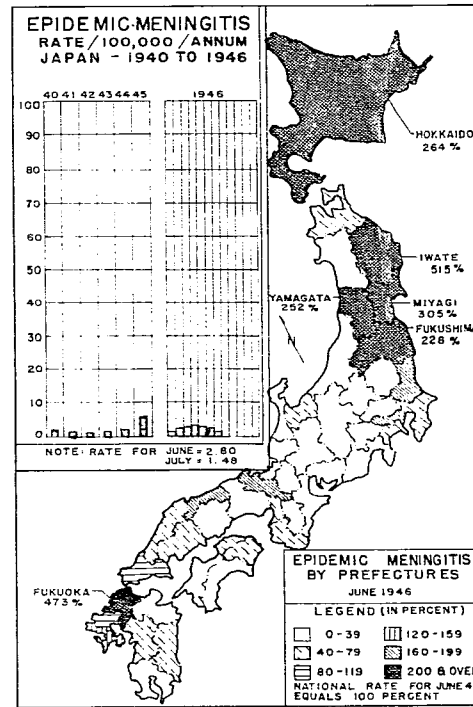 EPIDEMIC-MENINGITIS
RATE/100,000/ANNUM
JAPAN - 1940 TO 1946
40 41 42 43 44 45
1946
100
90
80
70
60
50
40
30
20
10
0
NOTE: RATE FOR JUNE = 2.80
JULY = 1.48
HOKKAIDO
264 %
IWATE
515 %
MIYAGI
305 %
YAMAGATA
252 %
FUKUSHIMA
228 %
N
FUKUOKA
473 %
EPIDEMIC MENINGITIS
BY PREFECTURES
JUNE 1946
LEGEND (IN PERCENT)
0-39
120-159
40-79
160-199
80-119
200 & OVER
NATIONAL RATE FOR JUNE 4
EQUALS 100 PERCENT